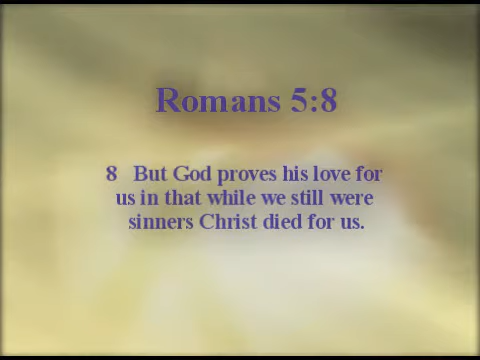 Romans 5:8
8 But God proves his love for
us in that while we still were
sinners Christ died for us.